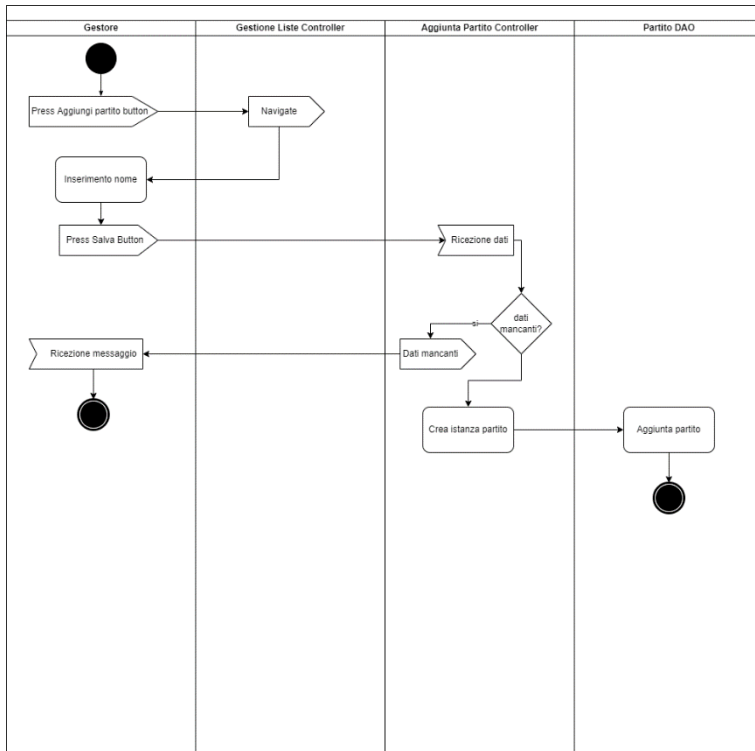 Gestore
Gestione Liste Controller
Aggiunta Partito Controller
Partito DAO
Press Aggiungi partito button
Navigate
Inserimento nome
Press Salva Button
Ricezione dati
dati
mancanti?
si
Ricezione messaggio
Dati mancanti
Crea istanza partito
Aggiunta partito